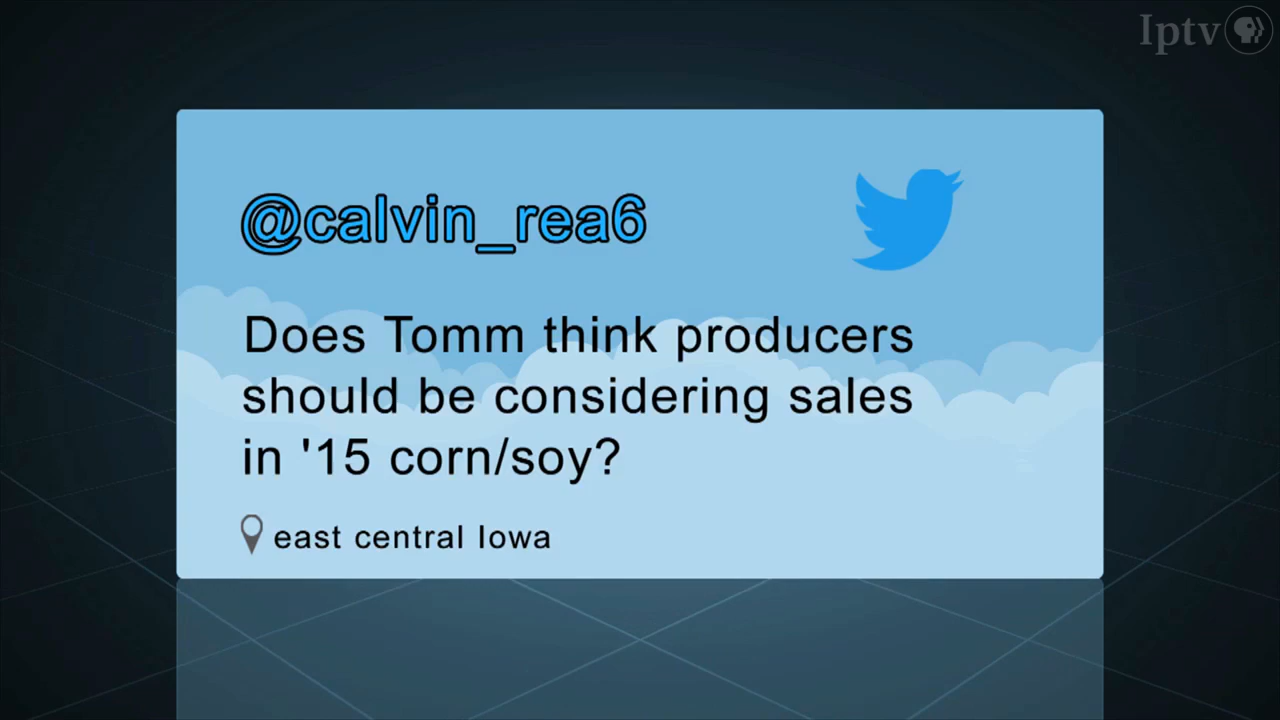 Iptv
@calvin_rea6
Does Tomm think producers
should be considering sales
in '15 corn/soy?
east central Iowa